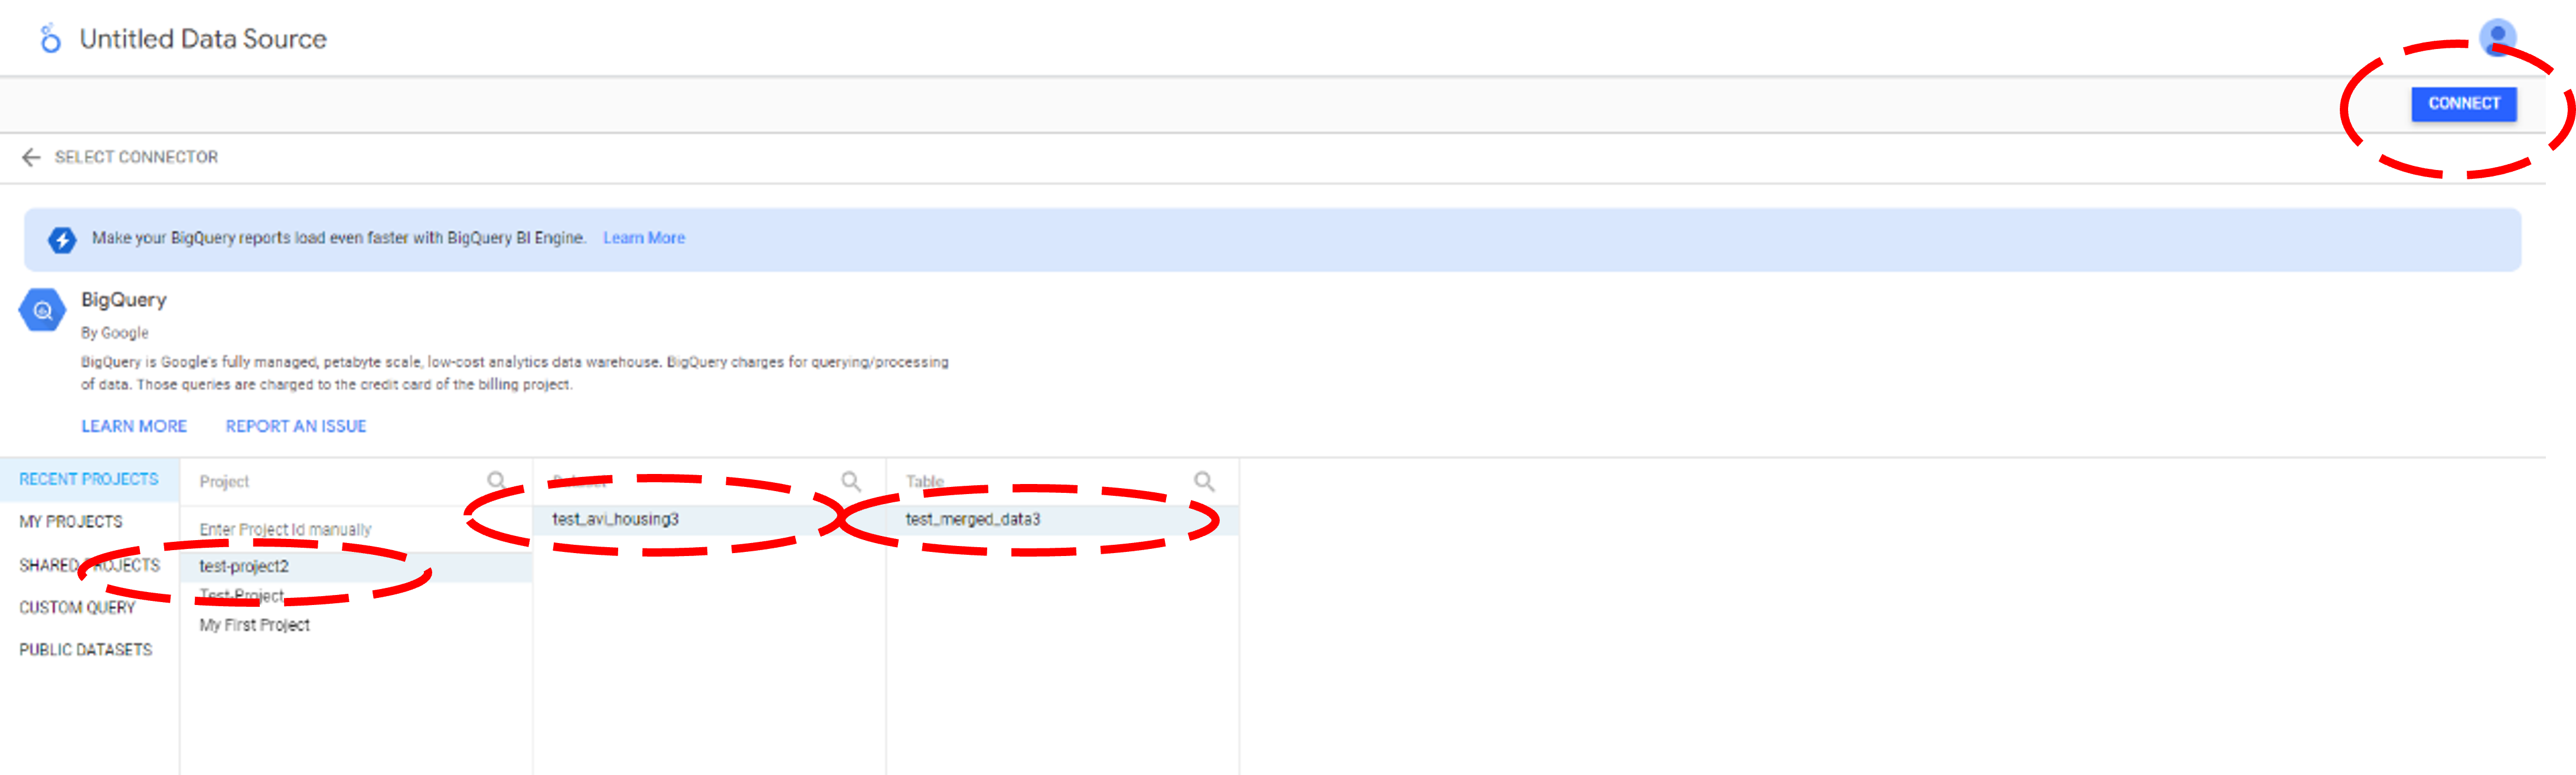 Untitled Data Source
CONNECT
SELECT CONNECTOR
Make your BigQuery reports load even faster with BigQuery BI Engine. Learn More
BigQuery
By Google
BigQuery is Google's fully managed, petabyte scale, low-cost analytics data warehouse. BigQuery charges for querying/processing
of data. Those queries are charged to the credit card of the billing project.
LEARN MORE REPORT AN ISSUE
RECENT PROJECTS
MY PROJECTS
SHARED PROJECTS
CUSTOM QUERY
PUBLIC DATASETS
Project
Enter Project Id manually
test-project2
Test-Project
My First Project
Dataset
test_avi_housing3
Table
test_merged_data3